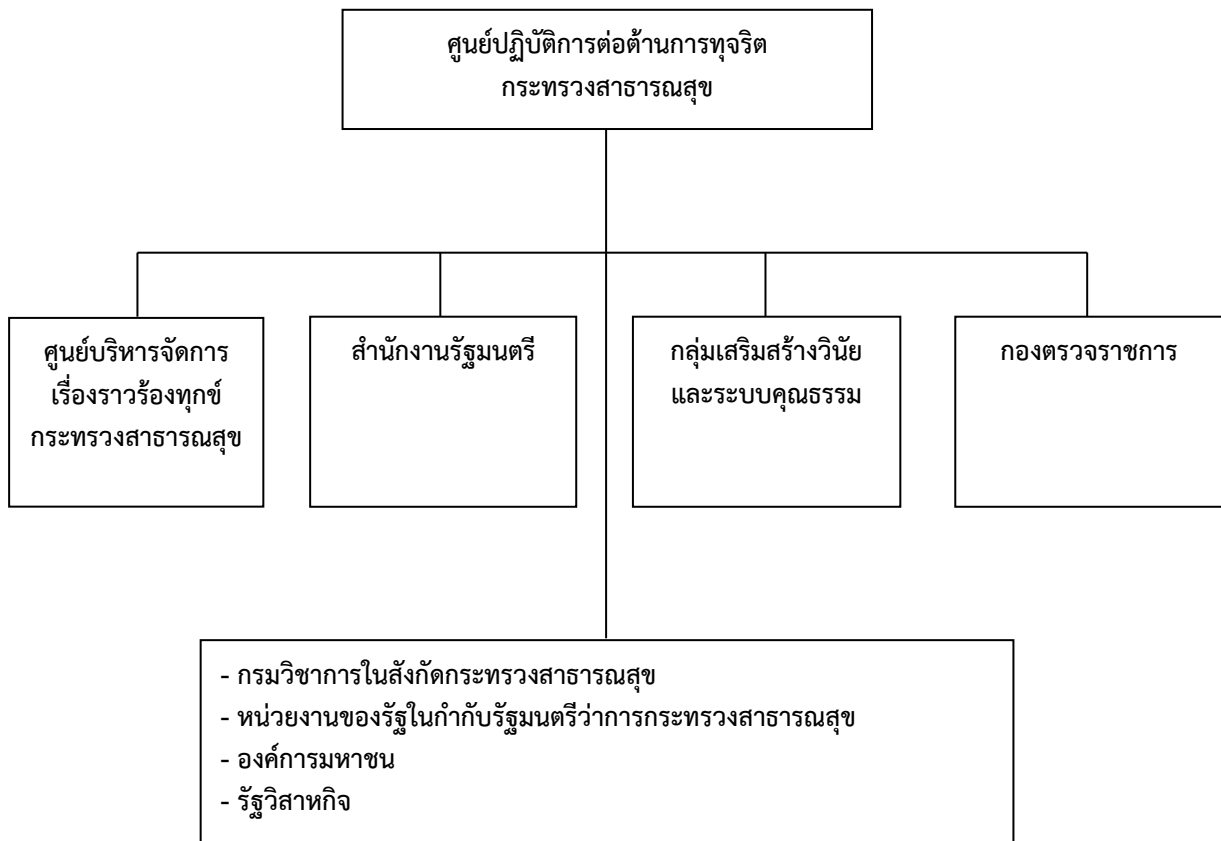 ศูนย์ปฏิบัติการต่อต้านการทุจริต
กระทรวงสาธารณสุข
ศูนย์บริหารจัดการ
เรื่องราวร้องทุกข์
กระทรวงสาธารณสุข
สำนักงานรัฐมนตรี
กลุ่มเสริมสร้างวินัย
และระบบคุณธรรม
กองตรวจราชการ
- กรมวิชาการในสังกัดกระทรวงสาธารณสุข
- หน่วยงานของรัฐในกำกับรัฐมนตรีว่าการกระทรวงสาธารณสุข
- องค์การมหาชน
- รัฐวิสาหกิจ